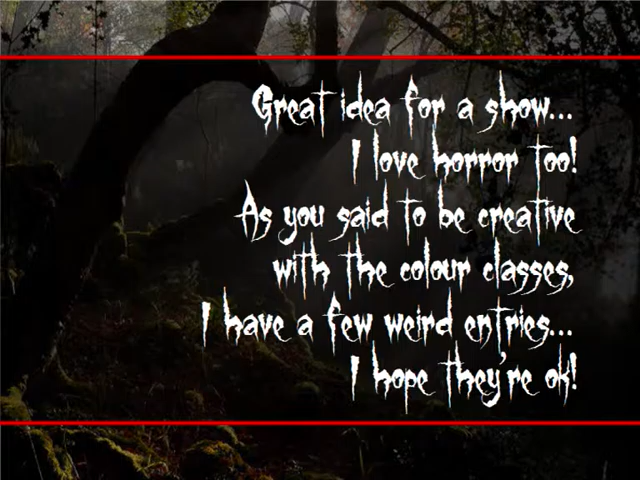 Great idea for a show...
I love horror too!
As you said to be creative
with the colour classes,
I have a few weird entries...
I hope they're ok!